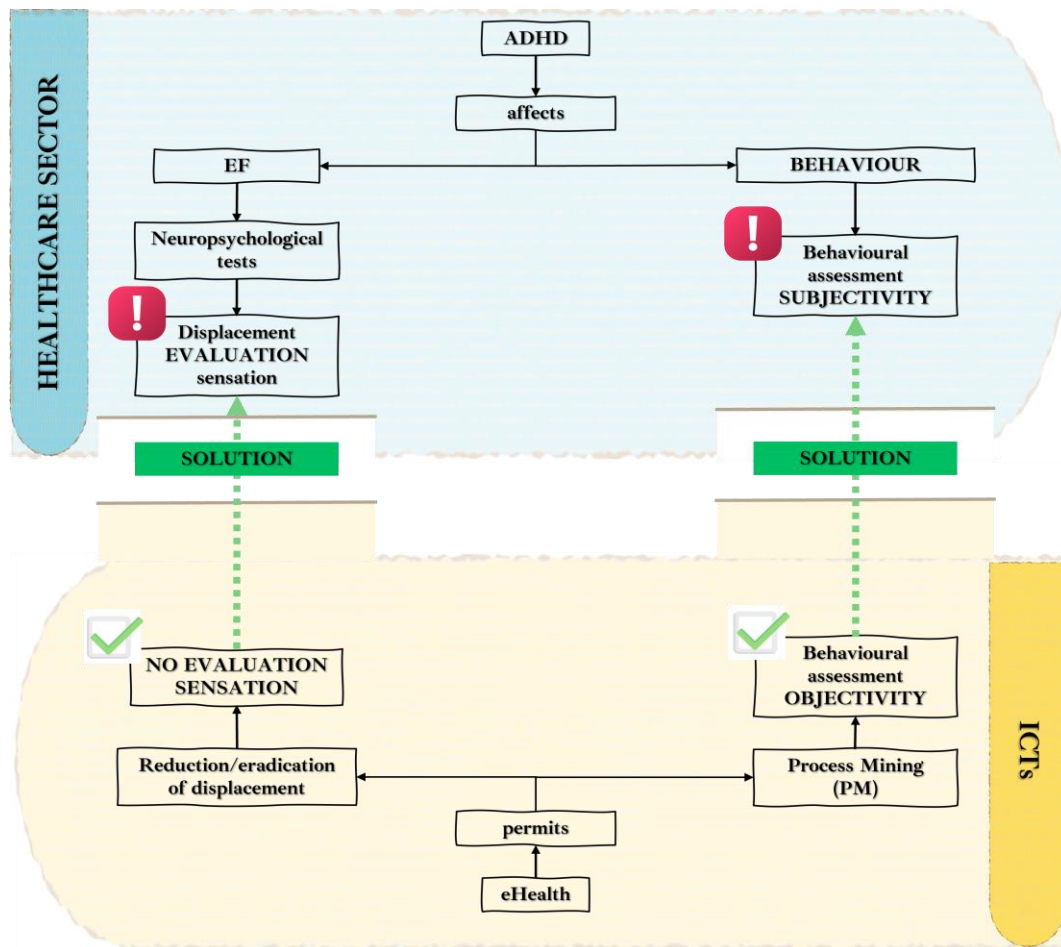 HEALTHCARE SECTOR
ADHD
affects
EF
BEHAVIOUR
Neuropsychological
tests
Behavioural
assessment
SUBJECTIVITY
Displacement
EVALUATION
sensation
SOLUTION
SOLUTION
NO EVALUATION
SENSATION
Behavioural
assessment
OBJECTIVITY
Reduction/eradication
of displacement
Process Mining
(PM)
permits
eHealth
ICTs